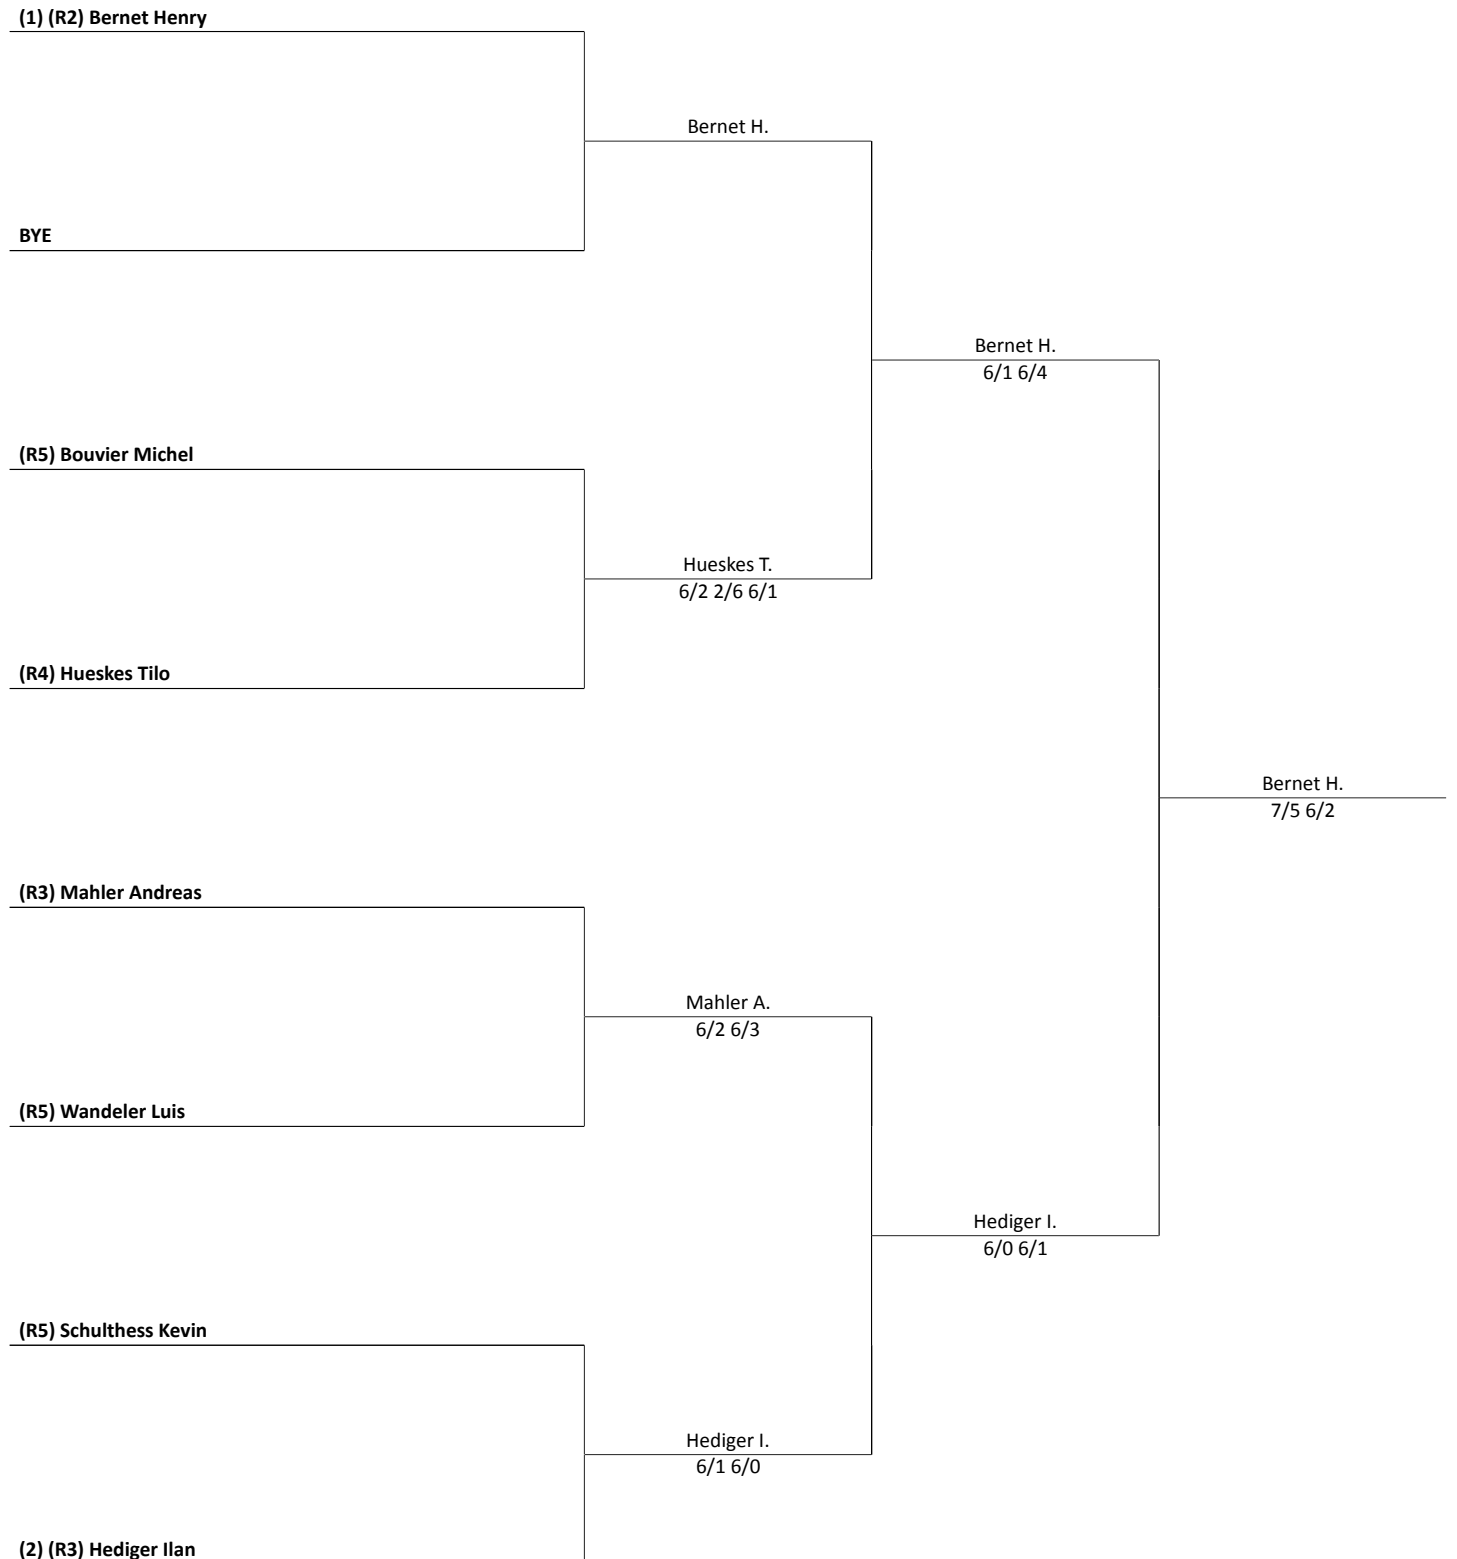 (1) (R2) Bernet Henry
Bernet H.
BYE
Bernet H.
6/1 6/4
(R5) Bouvier Michel
Hueskes T.
6/2 2/6 6/1
(R4) Hueskes Tilo
Bernet H.
7/5 6/2
(R3) Mahler Andreas
Mahler A.
6/2 6/3
(R5) Wandeler Luis
Hediger I.
6/0 6/1
(R5) Schulthess Kevin
Hediger I.
6/1 6/0
(2) (R3) Hediger Ilan